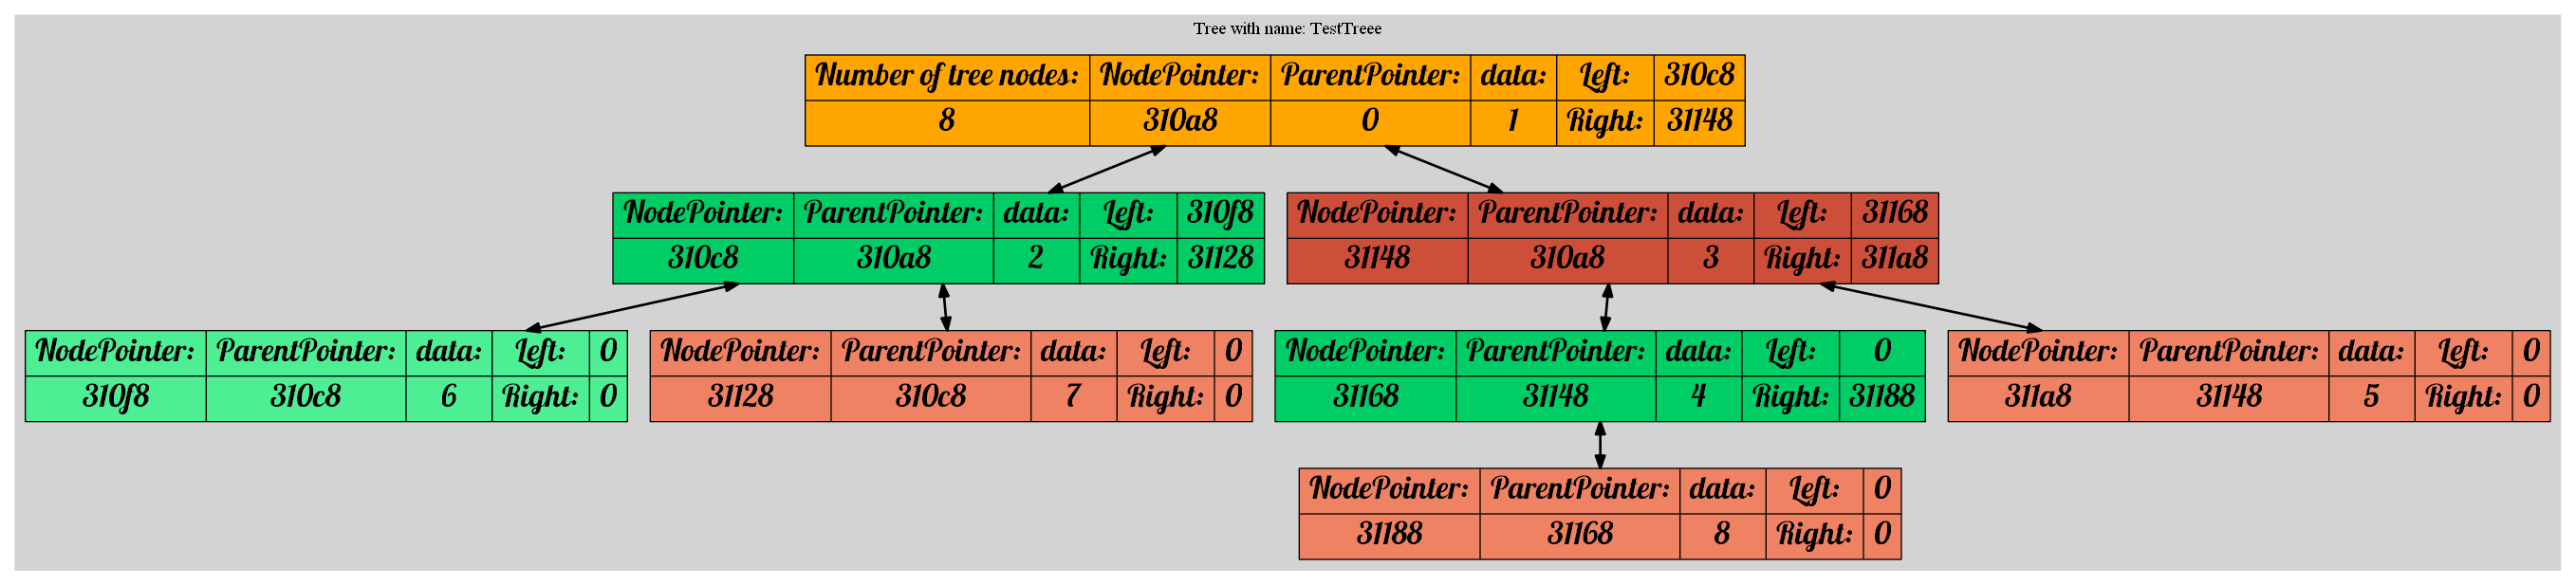 Tree with name: TestTreee
Number of tree nodes: NodePointer: ParentPointer: data: Left: 310c8
8 310a8 0 1 Right: 31148
NodePointer: ParentPointer: data: Left: 310f8
310c8 310a8 2 Right: 31128
NodePointer: ParentPointer: data: Left: 31168
31148 310a8 3 Right: 311a8
NodePointer: ParentPointer: data: Left: 0
310f8 310c8 6 Right: 0
NodePointer: ParentPointer: data: Left: 0
31128 310c8 7 Right: 0
NodePointer: ParentPointer: data: Left: 0
31168 31148 4 Right: 31188
NodePointer: ParentPointer: data: Left: 0
311a8 31148 5 Right: 0
NodePointer: ParentPointer: data: Left: 0
31188 31168 8 Right: 0